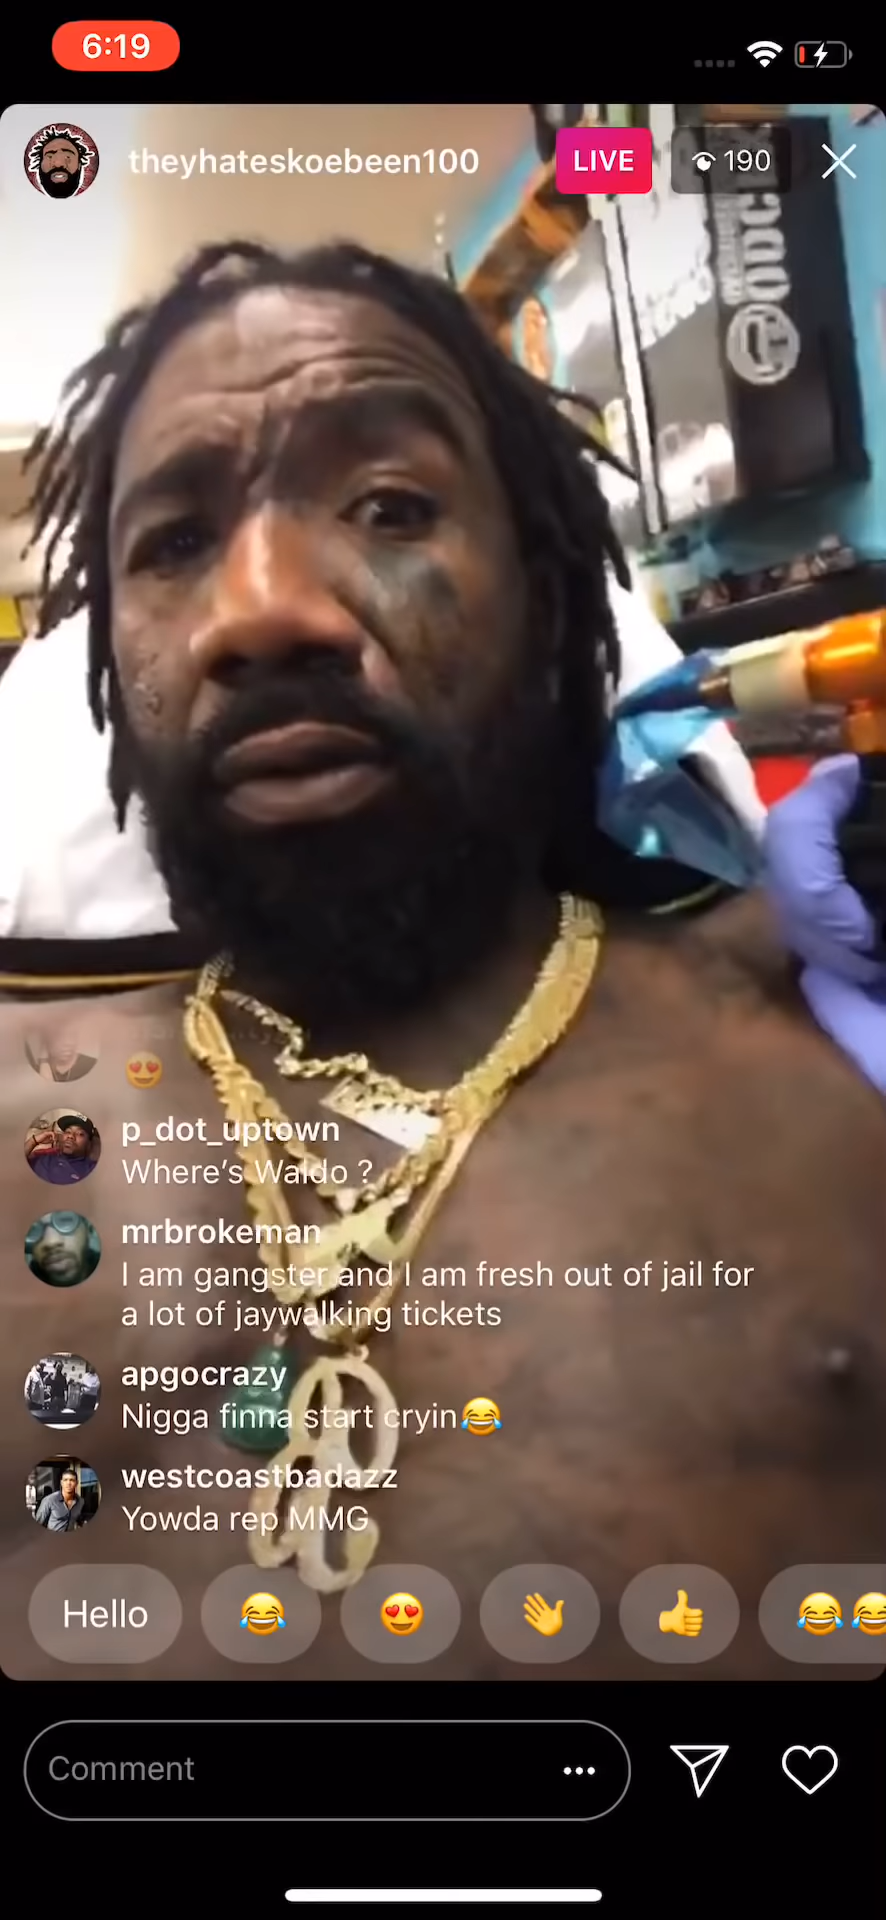 6:19
theyhateskoebeen100
LIVE
190
p_dot_uptown
Where's Waldo ?
mrbrokeman
I am gangster and I am fresh out of jail for
a lot of jaywalking tickets
apgocrazy
Nigga finna start cryin😂
westcoastbadazz
Yowda rep MMG
Hello
Comment